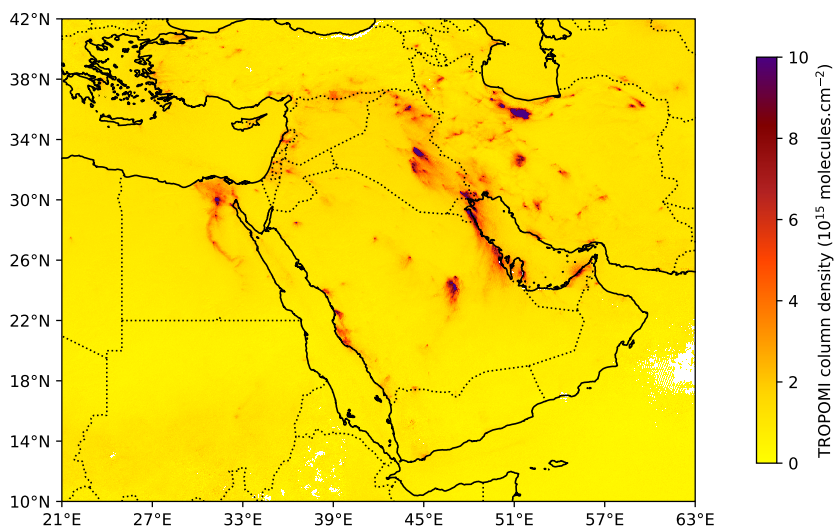 42°N
38°N
34°N
30°N
26°N
22°N
18°N
14°N
10°N
21°E 27°E 33°E 39°E 45°E 51°E 57°E 63°E
10
8
6
4
2
0
TROPOMI column density (10¹⁵ molecules.cm⁻²)